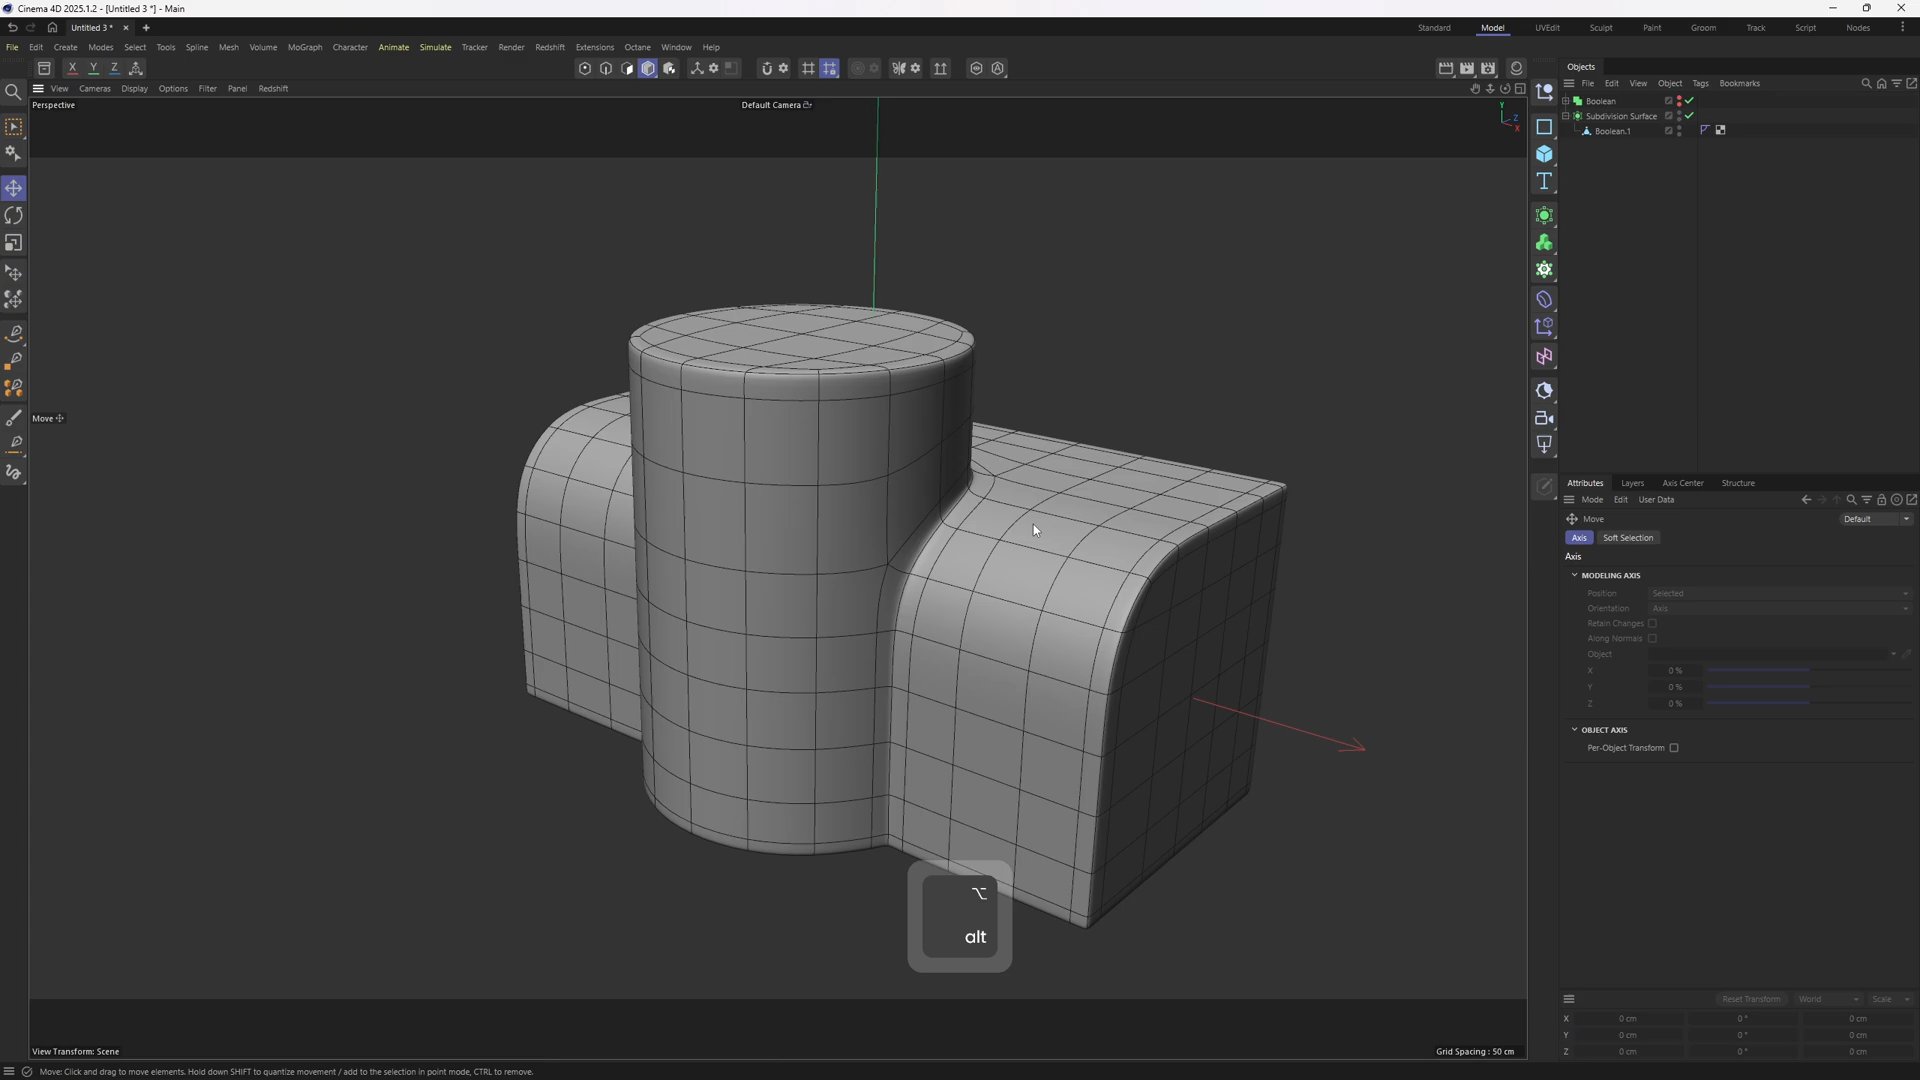 Cinema 4D 2025.1.2 - [Untitled 3 *] - Main
Untitled 3 *
Standard Model UVEdit Sculpt Paint Groom Track Script Nodes
File Edit Create Modes Select Tools Spline Mesh Volume MoGraph Character Animate Simulate Tracker Render Redshift Extensions Octane Window Help
Objects
X Y Z
View Cameras Display Options Filter Panel Redshift
File Edit View Object Tags Bookmarks
Perspective
Default Camera
Y
Z
X
Boolean
Subdivision Surface
Boolean.1
Move
Attributes Layers Axis Center Structure
Mode Edit User Data
Move
Default
Axis Soft Selection
Axis
MODELING AXIS
Position Selected
Orientation Axis
Retain Changes
Along Normals
Object
X 0 %
Y 0 %
Z 0 %
OBJECT AXIS
Per-Object Transform
⌥
alt
Reset Transform World Scale
X 0 cm 0 ° 0 cm
Y 0 cm 0 ° 0 cm
Z 0 cm 0 ° 0 cm
View Transform: Scene
Grid Spacing : 50 cm
Move: Click and drag to move elements. Hold down SHIFT to quantize movement / add to the selection in point mode, CTRL to remove.